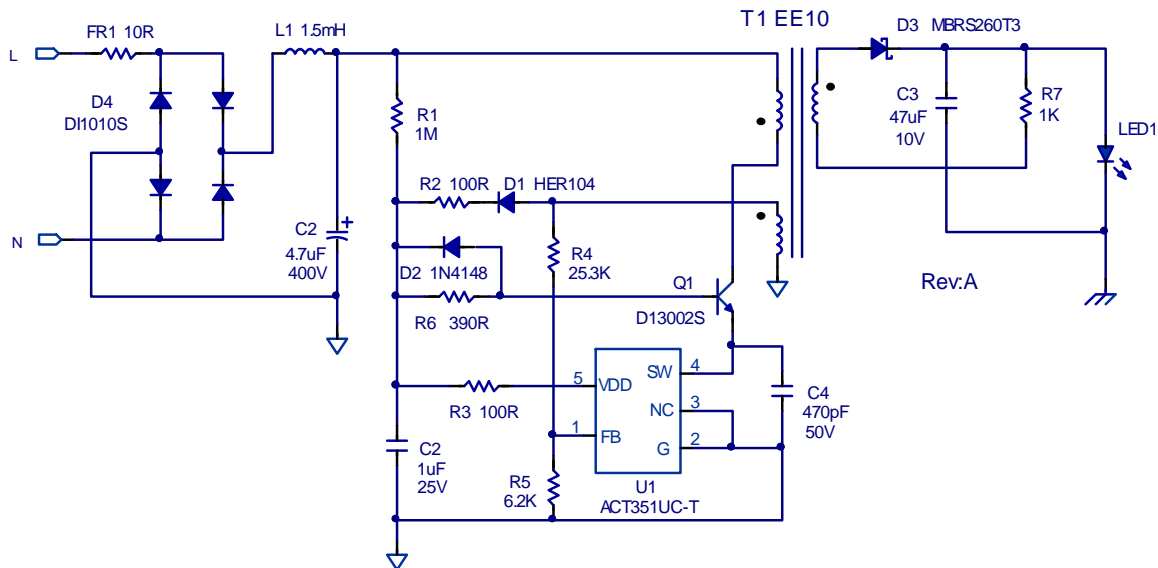 T1 EE10
L
FR1 10R
L1 1.5mH
D3 MBRS260T3
D4
DI1010S
R1
1M
C3
47uF
10V
R7
1K
LED1
R2 100R
D1 HER104
N
C2
4.7uF
400V
D2 1N4148
R4
25.3K
R6 390R
Q1
D13002S
Rev:A
R3 100R
5
VDD
SW
4
NC
3
1
FB
G
2
C4
470pF
50V
C2
1uF
25V
R5
6.2K
U1
ACT351UC-T
+